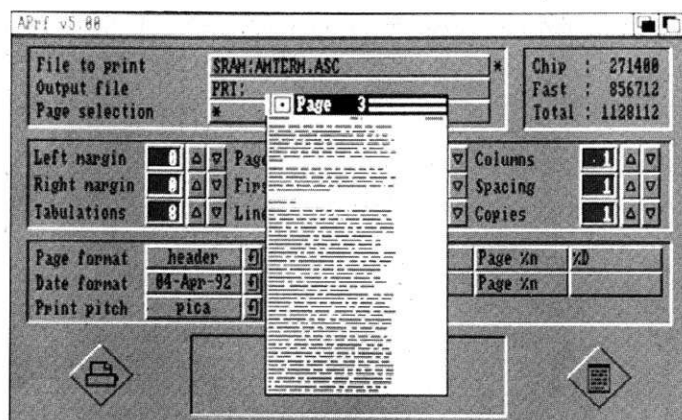 APrf v5.00
File to print SRAM:AMTERM.ASC *
Output file PRT:
Page selection *
Chip : 271400
Fast : 856712
Total : 1128112
Page 3
Left margin 0 Page
Right margin 0 Firs
Tabulations 8 Line
Columns 1
Spacing 1
Copies 1
Page format header Page %n %D
Date format 04-Apr-92 Page %n
Print pitch pica